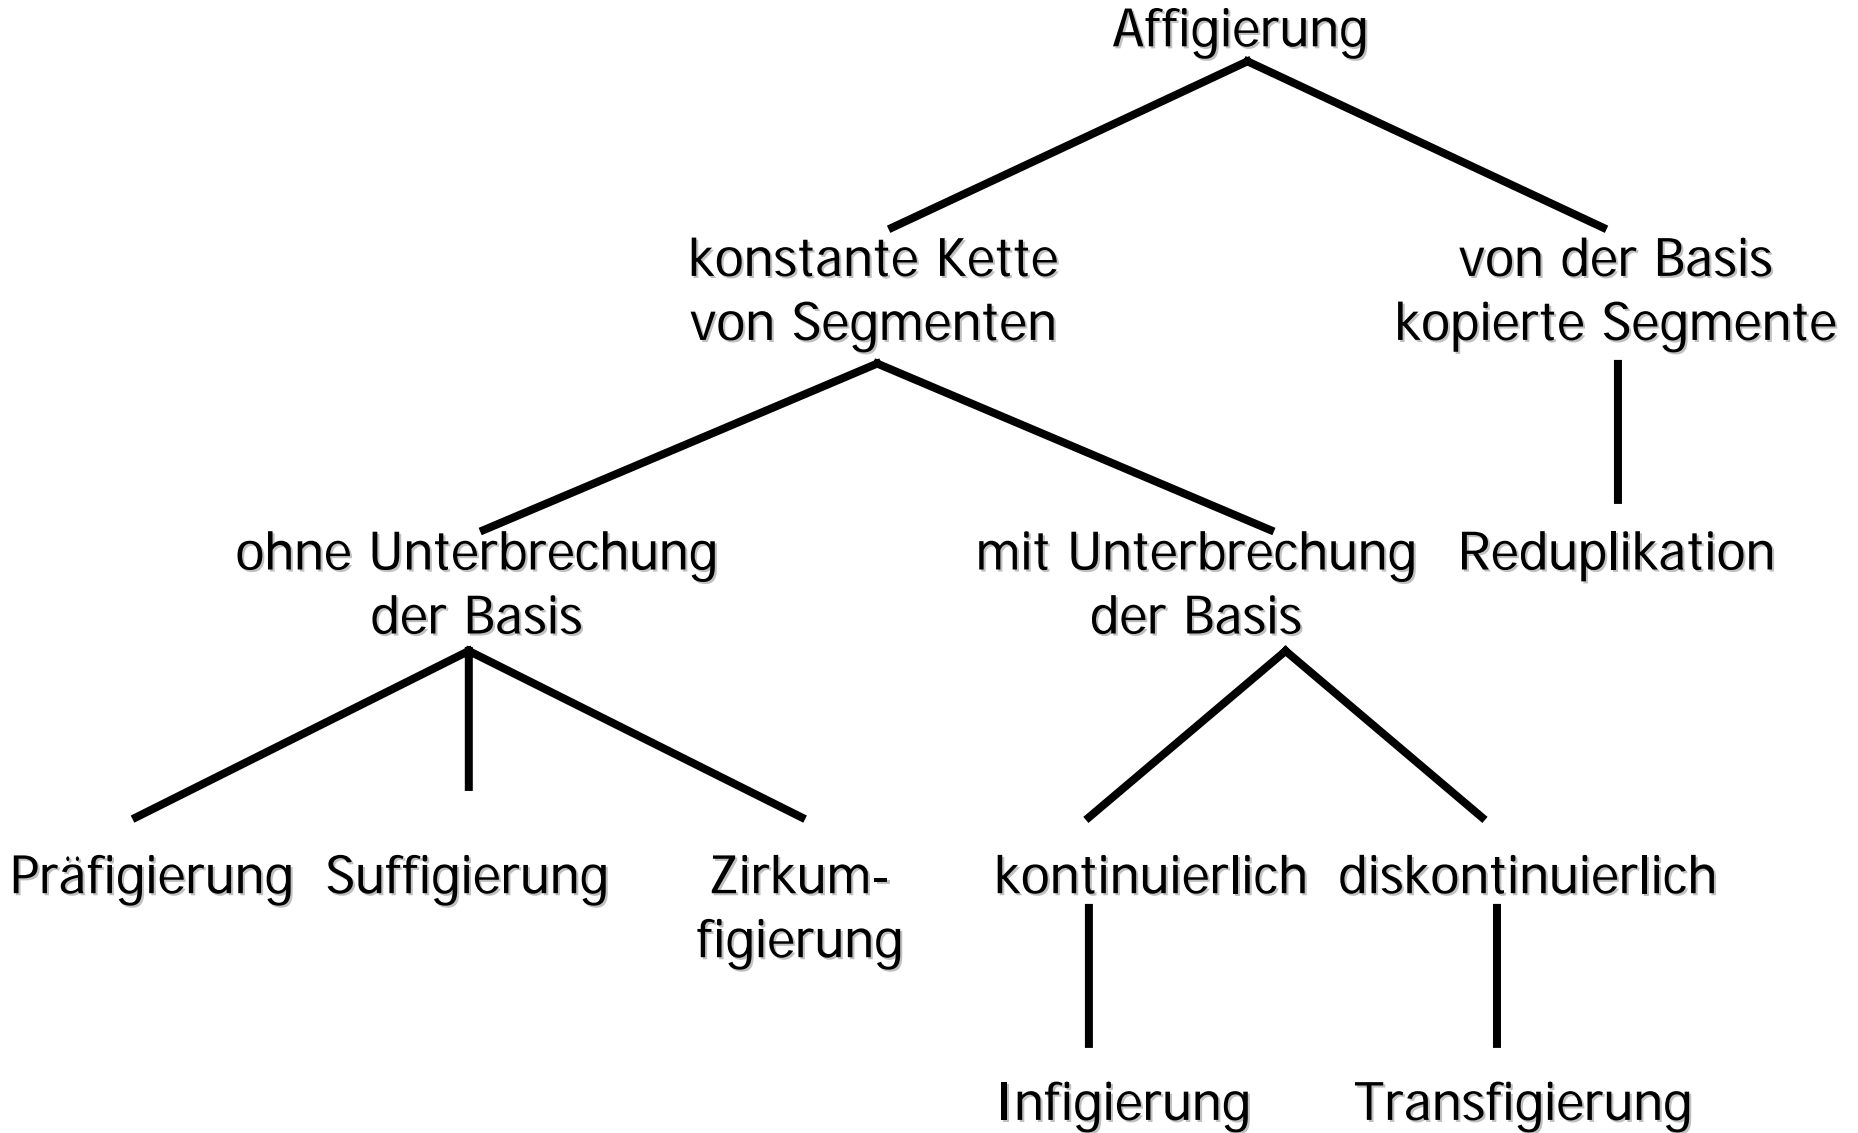 Affigierung
konstante Kette
von Segmenten
von der Basis
kopierte Segmente
ohne Unterbrechung
der Basis
mit Unterbrechung
der Basis
Reduplikation
Präfigierung
Suffigierung
Zirkum-
figierung
kontinuierlich
diskontinuierlich
Infigierung
Transfigierung